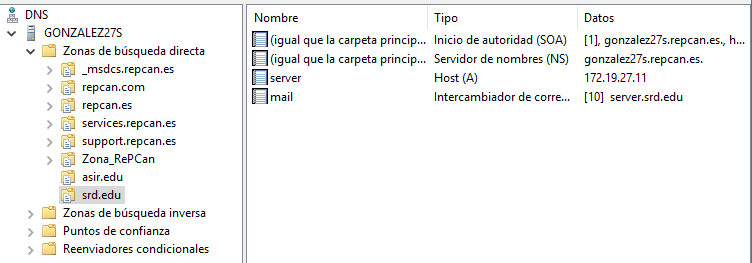 DNS
GONZALEZ27S
Zonas de búsqueda directa
_msdcs.repcan.es
repcan.com
repcan.es
services.repcan.es
support.repcan.es
Zona_RePCan
asir.edu
srd.edu
Zonas de búsqueda inversa
Puntos de confianza
Reenviadores condicionales
Nombre Tipo Datos
(igual que la carpeta princip... Inicio de autoridad (SOA) [1], gonzalez27s.repcan.es., h...
(igual que la carpeta princip... Servidor de nombres (NS) gonzalez27s.repcan.es.
server Host (A) 172.19.27.11
mail Intercambiador de corre... [10] server.srd.edu